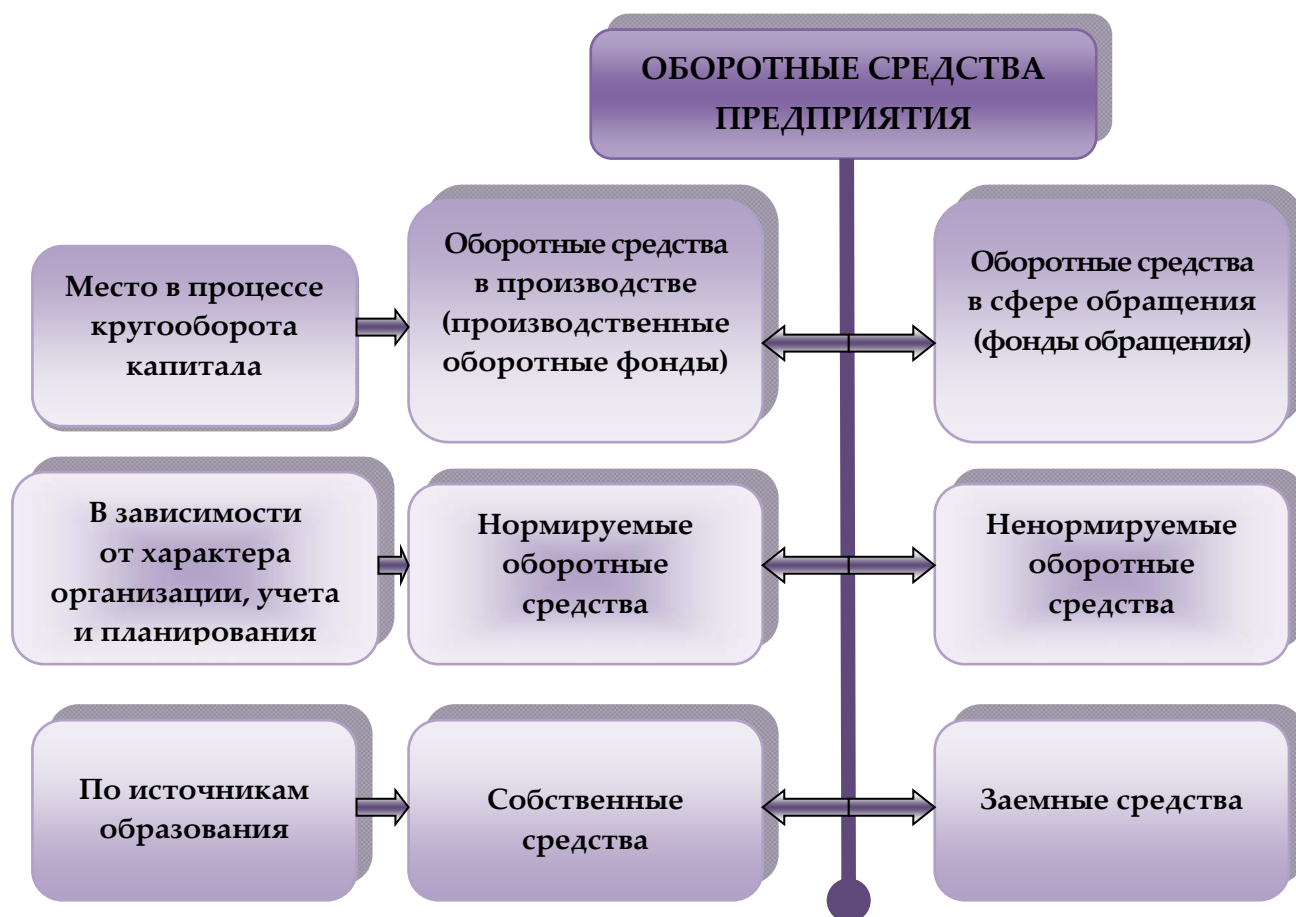 ОБОРОТНЫЕ СРЕДСТВА
ПРЕДПРИЯТИЯ
Место в процессе
кругооборота
капитала
Оборотные средства
в производстве
(производственные
оборотные фонды)
Оборотные средства
в сфере обращения
(фонды обращения)
В зависимости
от характера
организации, учета
и планирования
Нормируемые
оборотные
средства
Ненормируемые
оборотные
средства
По источникам
образования
Собственные
средства
Заемные средства